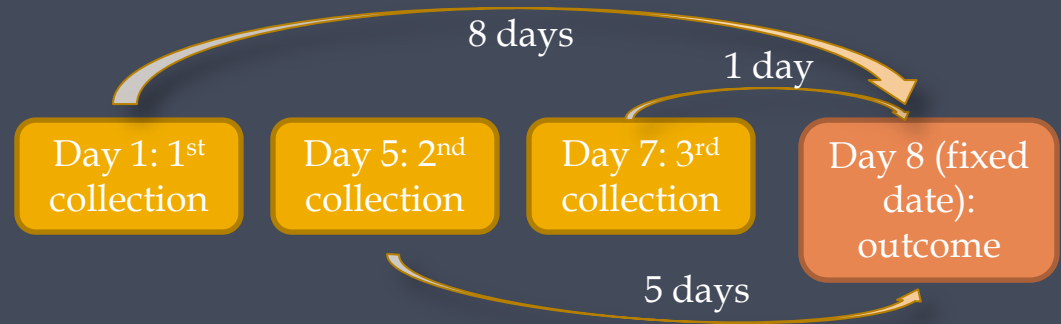 8 days
1 day
Day 1: 1st
collection
Day 5: 2nd
collection
Day 7: 3rd
collection
Day 8 (fixed
date):
outcome
5 days